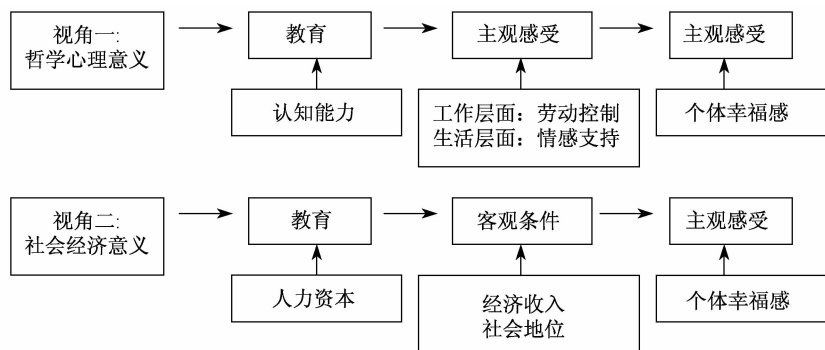 视角一:
哲学心理意义
教育
主观感受
主观感受
认知能力
工作层面：劳动控制
生活层面：情感支持
个体幸福感
视角二:
社会经济意义
教育
客观条件
主观感受
人力资本
经济收入
社会地位
个体幸福感